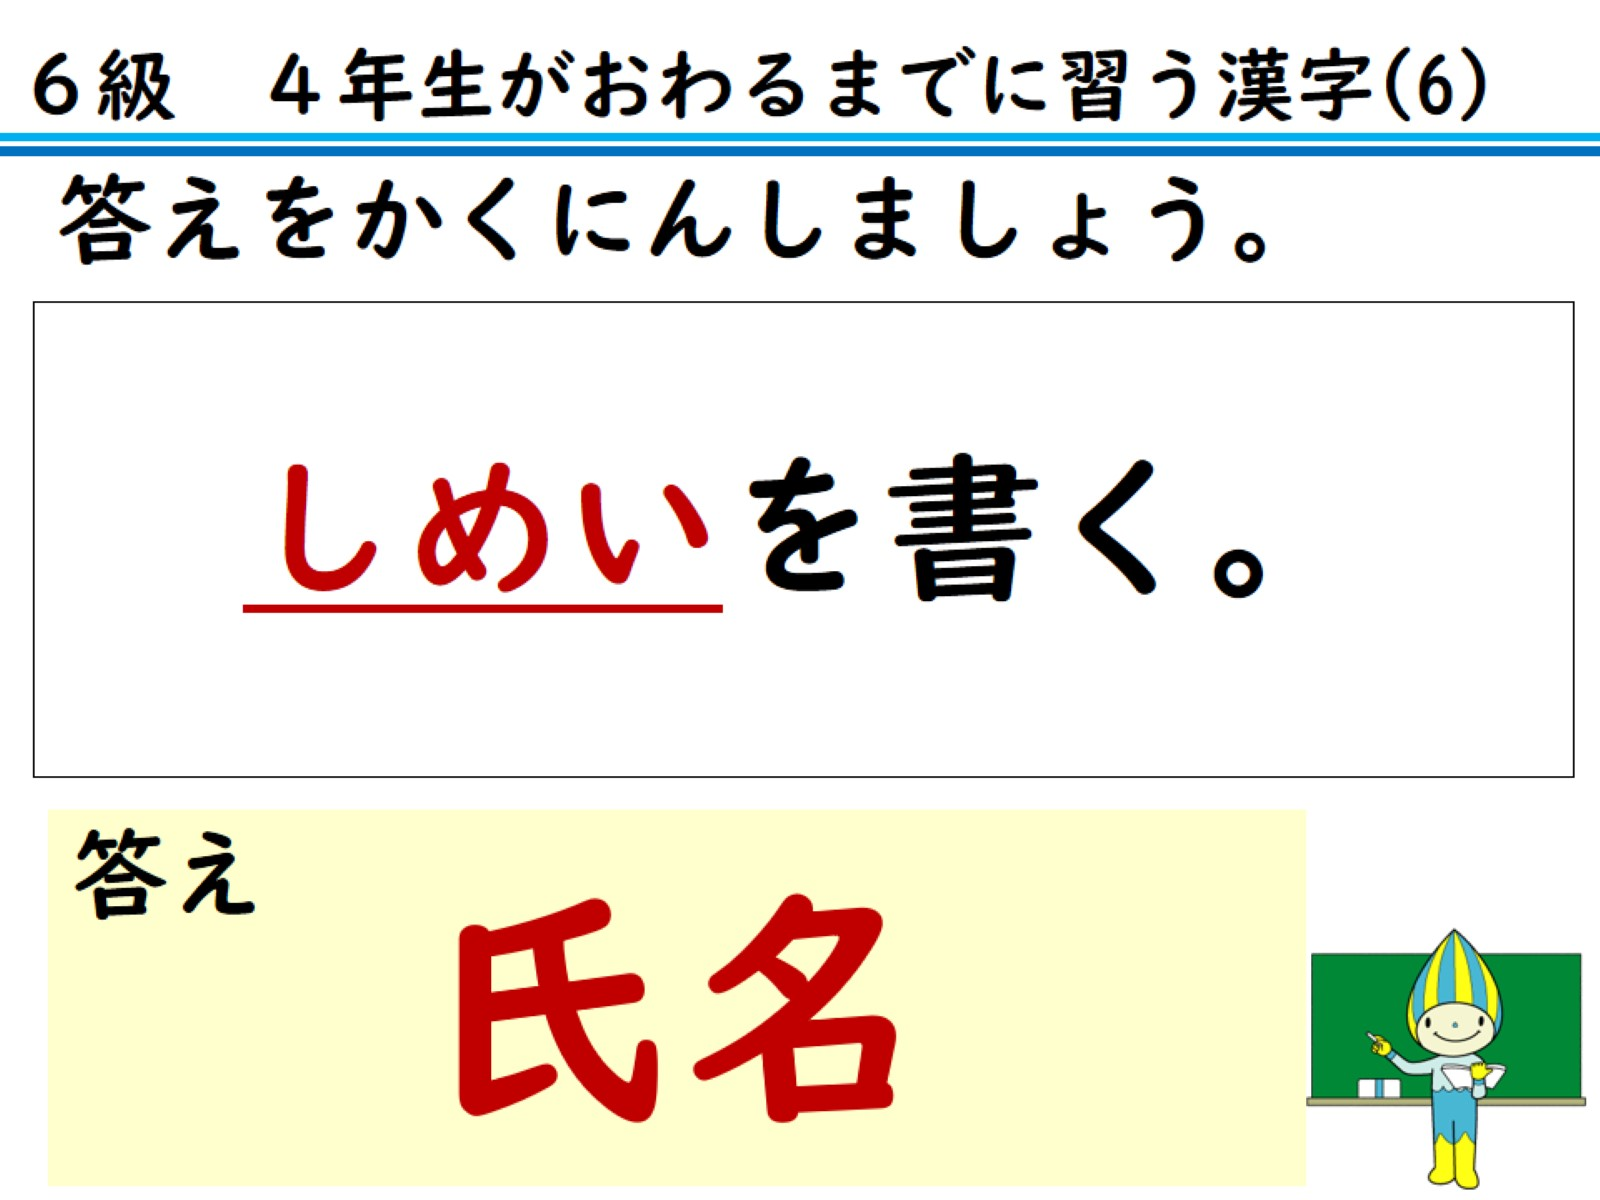 ６級　４年生がおわるまでに習う漢字(6)
答えをかくにんしましょう。
しめいを書く。
答え
氏名